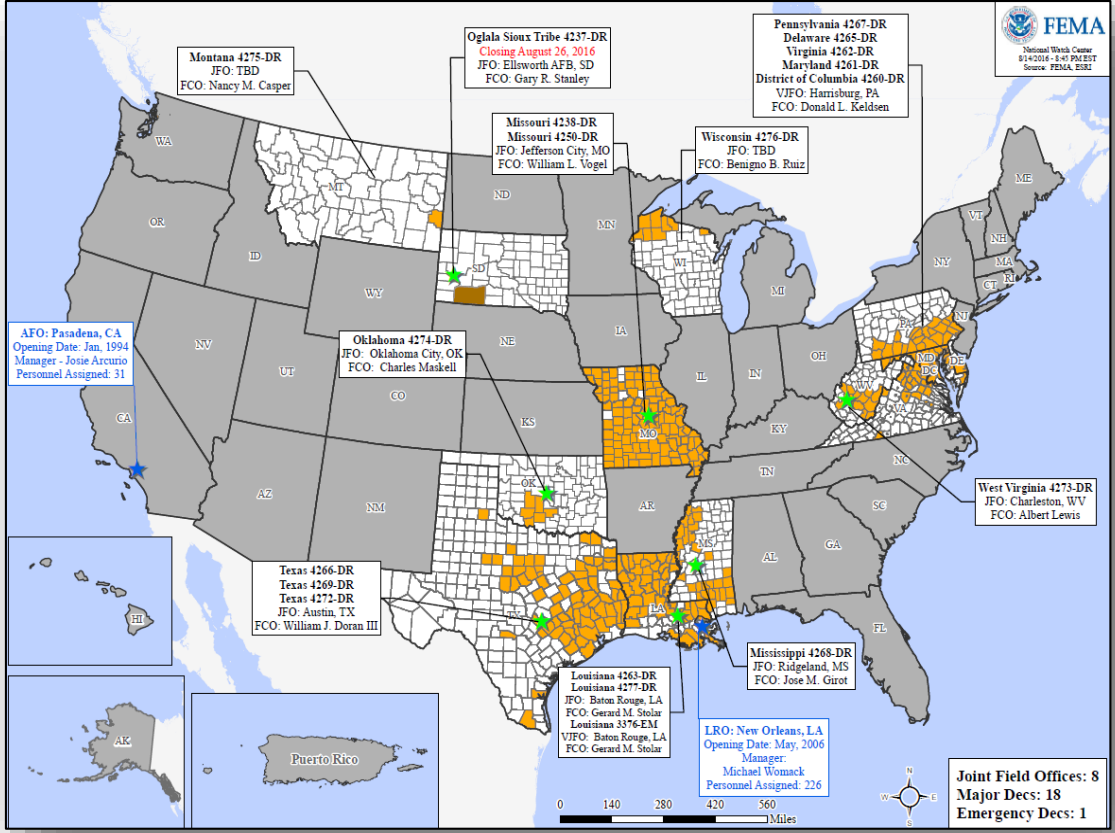 Pennsylvania 4267-DR
Delaware 4265-DR
Virginia 4262-DR
Maryland 4261-DR
District of Columbia 4260-DR
VJFO: Harrisburg, PA
FCO: Donald L. Keldsen
FEMA
National Watch Center
8/14/2016 - 8:45 PM EST
Source: FEMA, ESRI
Oglala Sioux Tribe 4237-DR
Closing August 26, 2016
JFO: Ellsworth AFB, SD
FCO: Gary R. Stanley
Montana 4275-DR
JFO: TBD
FCO: Nancy M. Casper
Missouri 4238-DR
Missouri 4250-DR
JFO: Jefferson City, MO
FCO: William L. Vogel
Wisconsin 4276-DR
JFO: TBD
FCO: Benigno B. Ruiz
WA
MT
ND
MN
ME
OR
ID
SD
WI
VT
NH
NY
MA
RI
CT
WY
MI
AFO: Pasadena, CA
Opening Date: Jan, 1994
Manager - Josie Arcurio
Personnel Assigned: 31
Oklahoma 4274-DR
JFO: Oklahoma City, OK
FCO: Charles Maskell
NV
UT
NE
IA
PA
NJ
OH
MD
DE
DC
IL
IN
WV
VA
CA
CO
KS
MO
KY
NC
TN
AZ
NM
OK
AR
West Virginia 4273-DR
JFO: Charleston, WV
FCO: Albert Lewis
SC
MS
AL
GA
Texas 4266-DR
Texas 4269-DR
Texas 4272-DR
JFO: Austin, TX
FCO: William J. Doran III
HI
TX
LA
FL
Mississippi 4268-DR
JFO: Ridgeland, MS
FCO: Jose M. Girot
Louisiana 4263-DR
Louisiana 4277-DR
JFO: Baton Rouge, LA
FCO: Gerard M. Stolar
Louisiana 3376-EM
VJFO: Baton Rouge, LA
FCO: Gerard M. Stolar
LRO: New Orleans, LA
Opening Date: May, 2006
Manager:
Michael Womack
Personnel Assigned: 226
AK
Puerto Rico
N
W
E
S
0 140 280 420 560
Miles
Joint Field Offices: 8
Major Decs: 18
Emergency Decs: 1